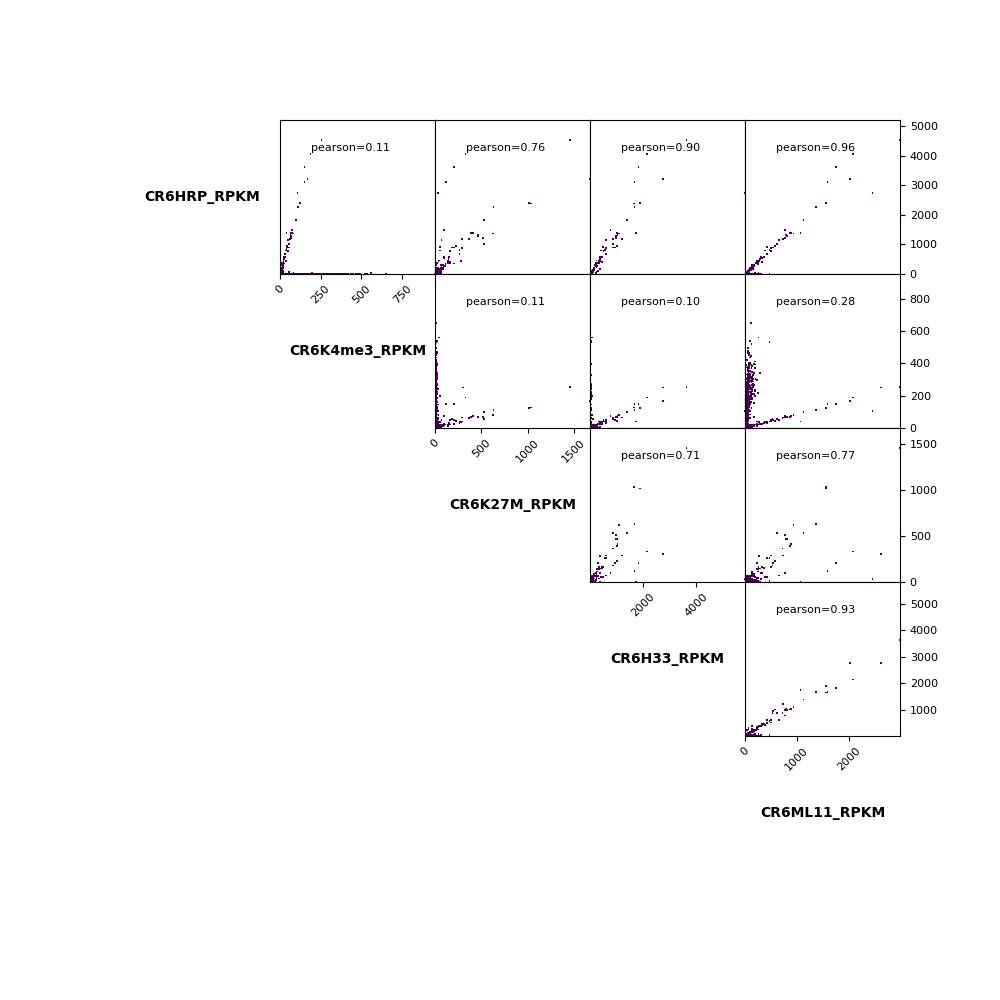 5000
pearson=0.11 pearson=0.76 pearson=0.90 pearson=0.96
4000
3000
CR6HRP_RPKM
2000
1000
0
0 250 500 750
pearson=0.11 pearson=0.10 pearson=0.28
800
600
CR6K4me3_RPKM
400
200
0
0 500 1000 1500
pearson=0.71 pearson=0.77
1500
1000
CR6K27M_RPKM
500
0
2000 4000
pearson=0.93
5000
4000
CR6H33_RPKM
3000
2000
1000
0 1000 2000
CR6ML11_RPKM